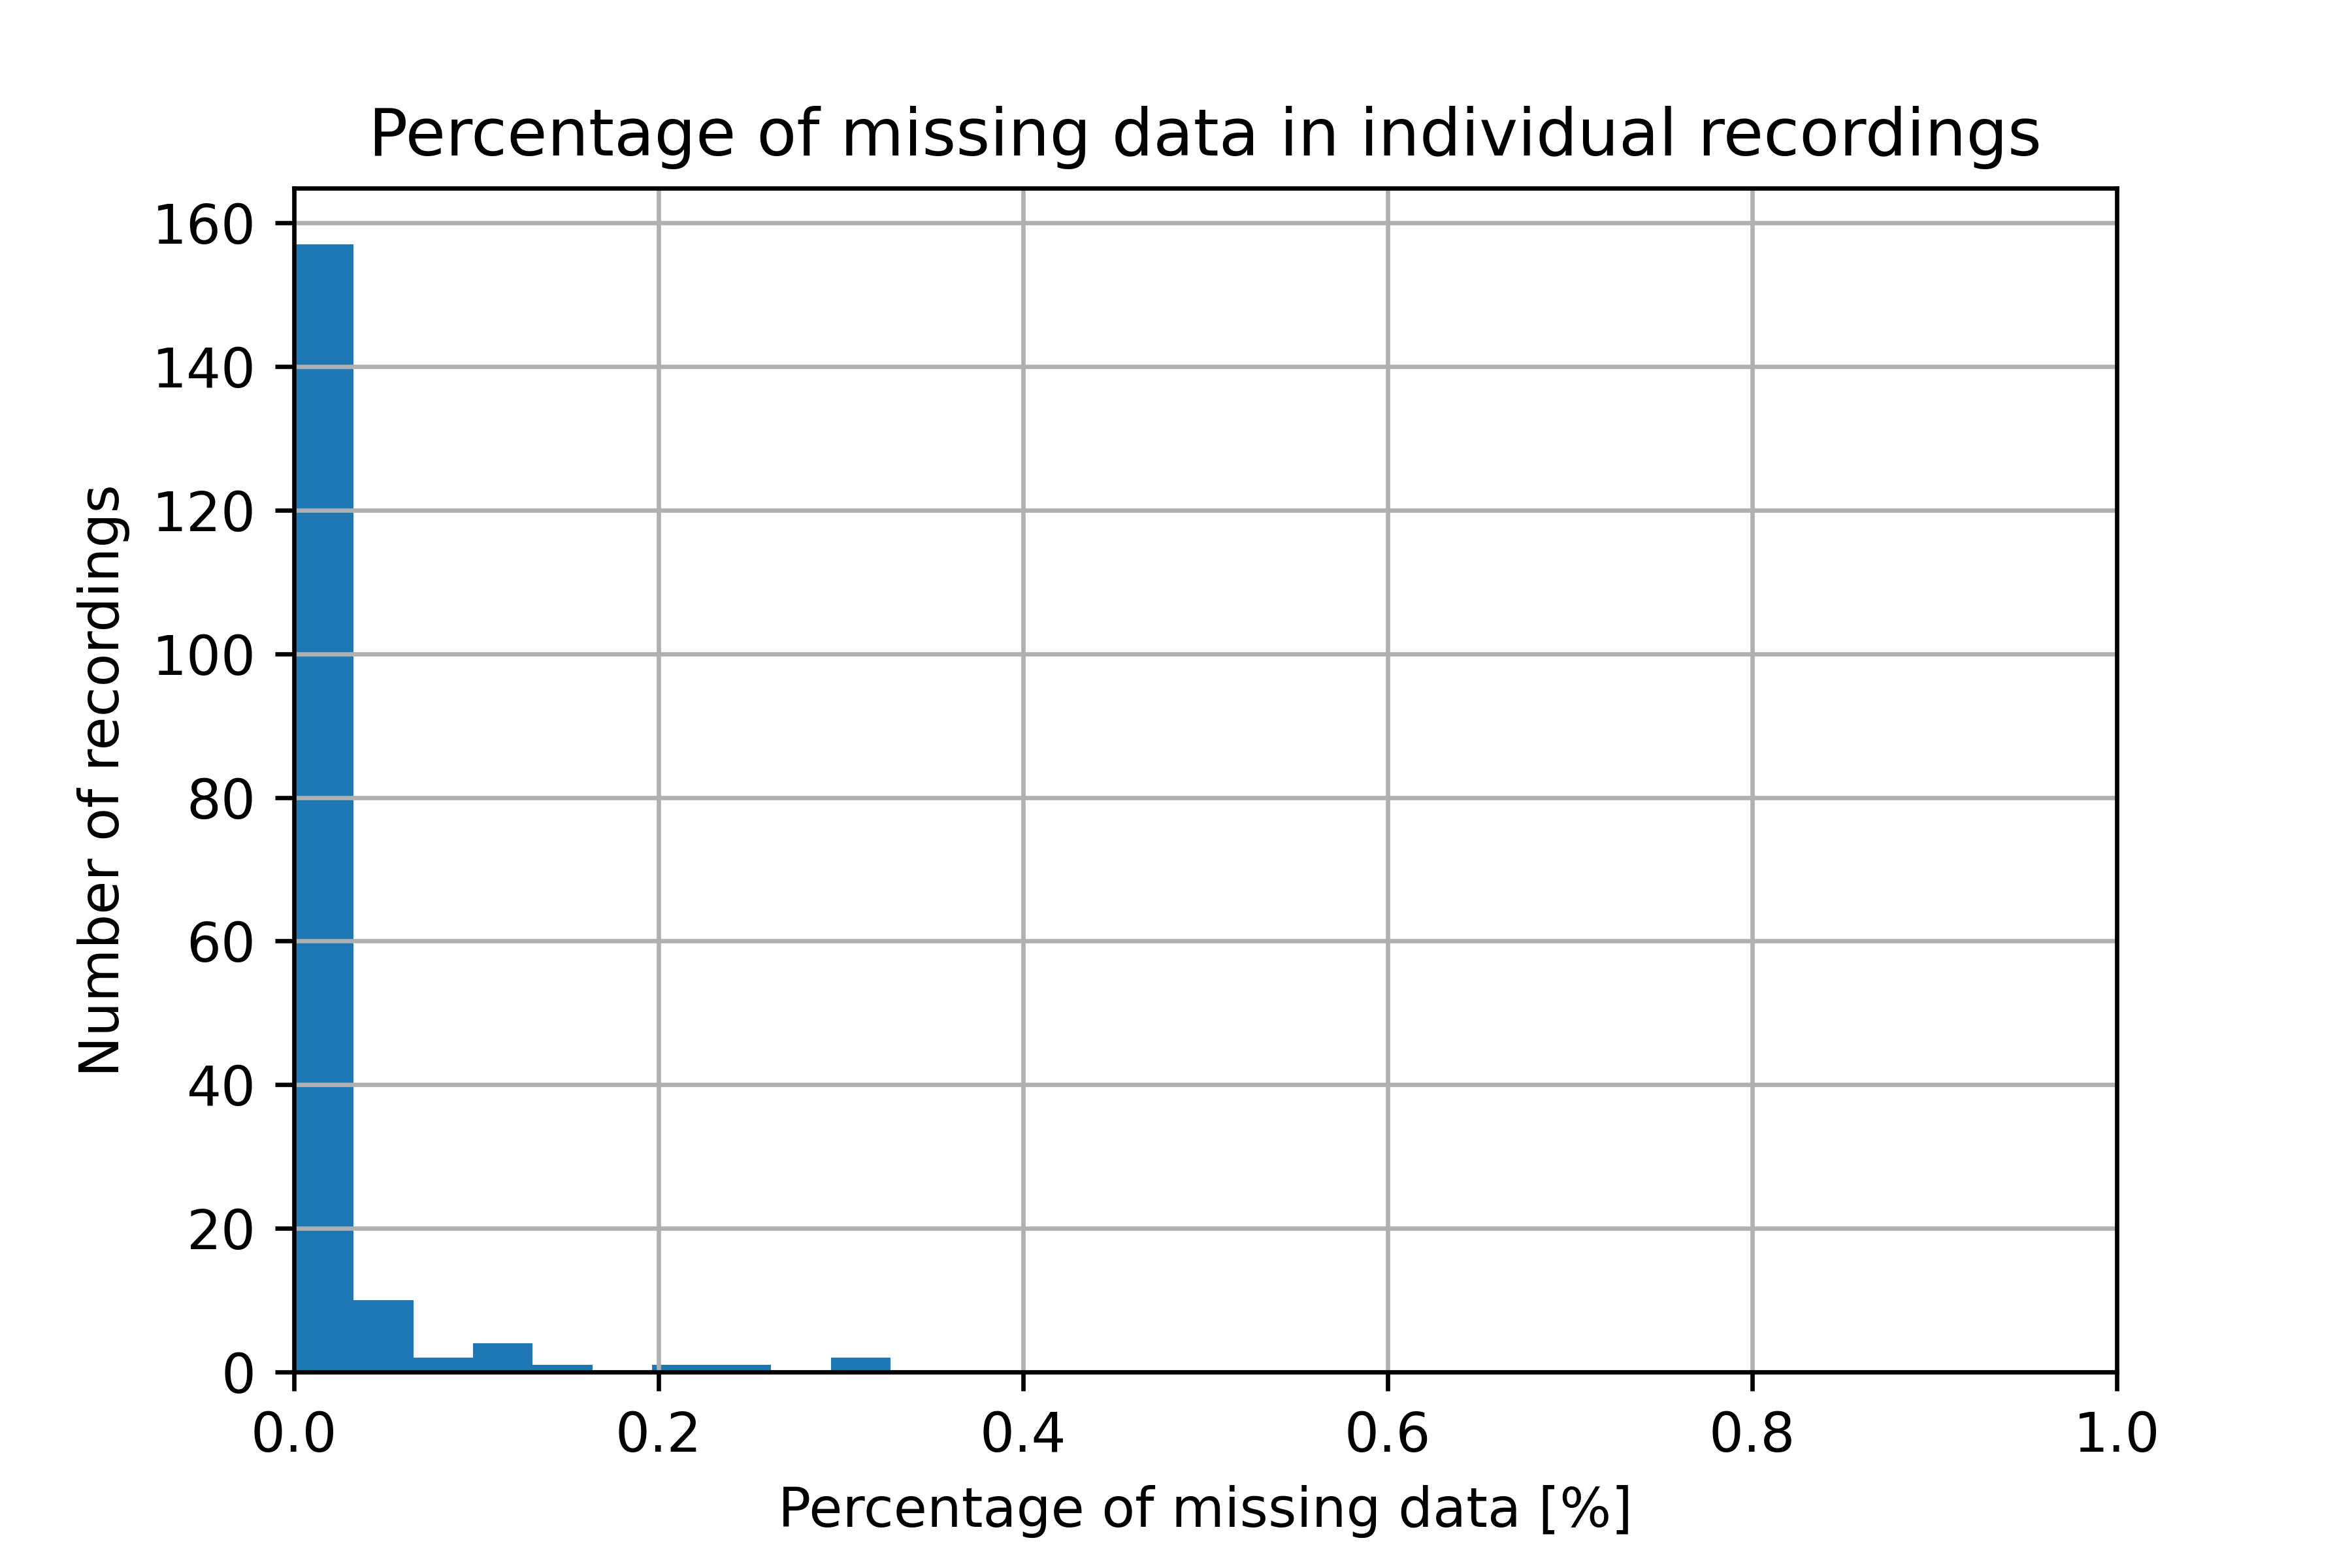 Percentage of missing data in individual recordings
160
140
120
100
80
60
40
20
0
Number of recordings
0.0 0.2 0.4 0.6 0.8 1.0
Percentage of missing data [%]